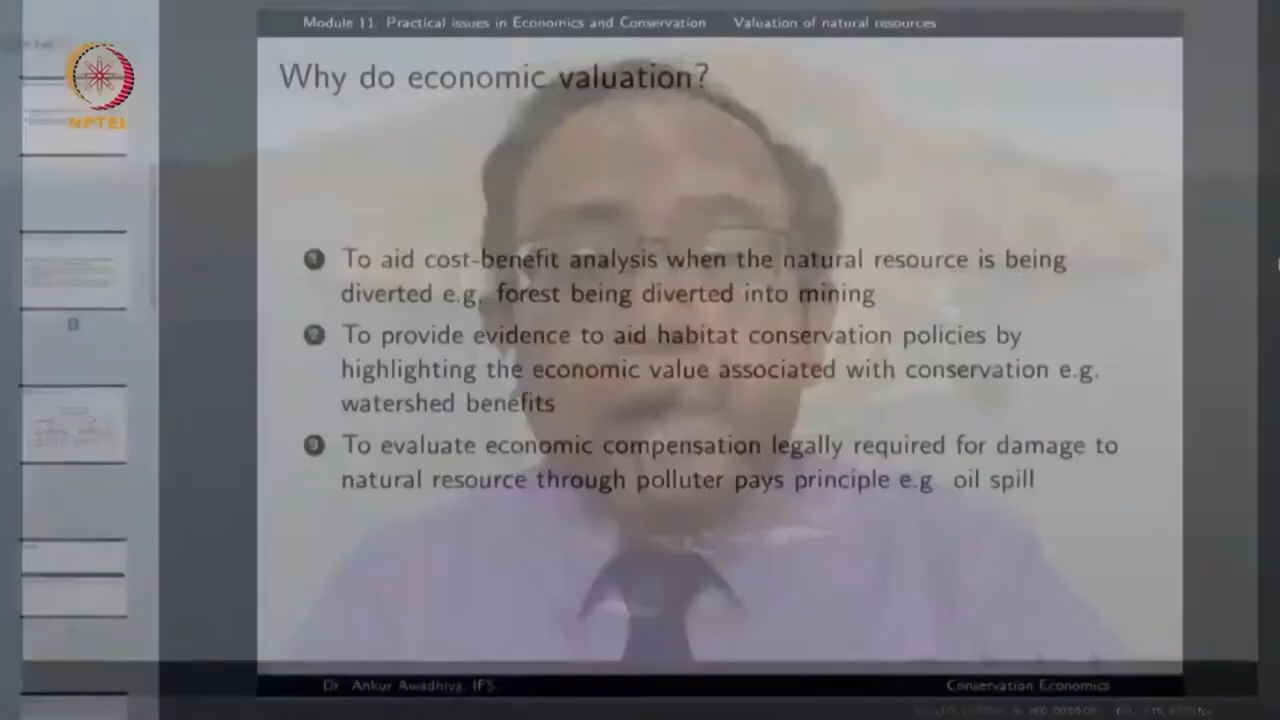 Module 11: Practical issues in Economics and Conservation Valuation of natural resources
NPTEL
Why do economic valuation?
1 To aid cost-benefit analysis when the natural resource is being
diverted e.g. forest being diverted into mining
2 To provide evidence to aid habitat conservation policies by
highlighting the economic value associated with conservation e.g.
watershed benefits
3 To evaluate economic compensation legally required for damage to
natural resource through polluter pays principle e.g. oil spill
Dr. Ankur Awadhiya, IFS Conservation Economics